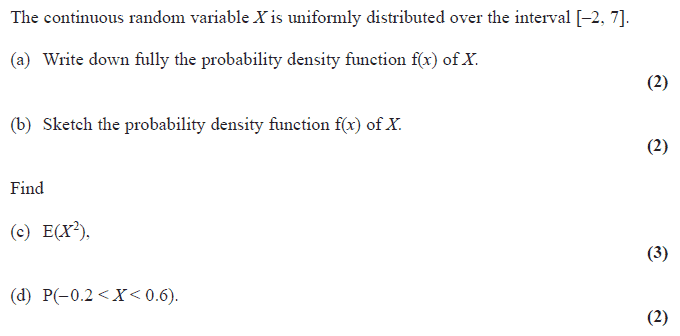 The continuous random variable X is uniformly distributed over the interval [–2, 7].
(a) Write down fully the probability density function f(x) of X.
(2)
(b) Sketch the probability density function f(x) of X.
(2)
Find
(c) E(X²),
(3)
(d) P(–0.2 < X < 0.6).
(2)